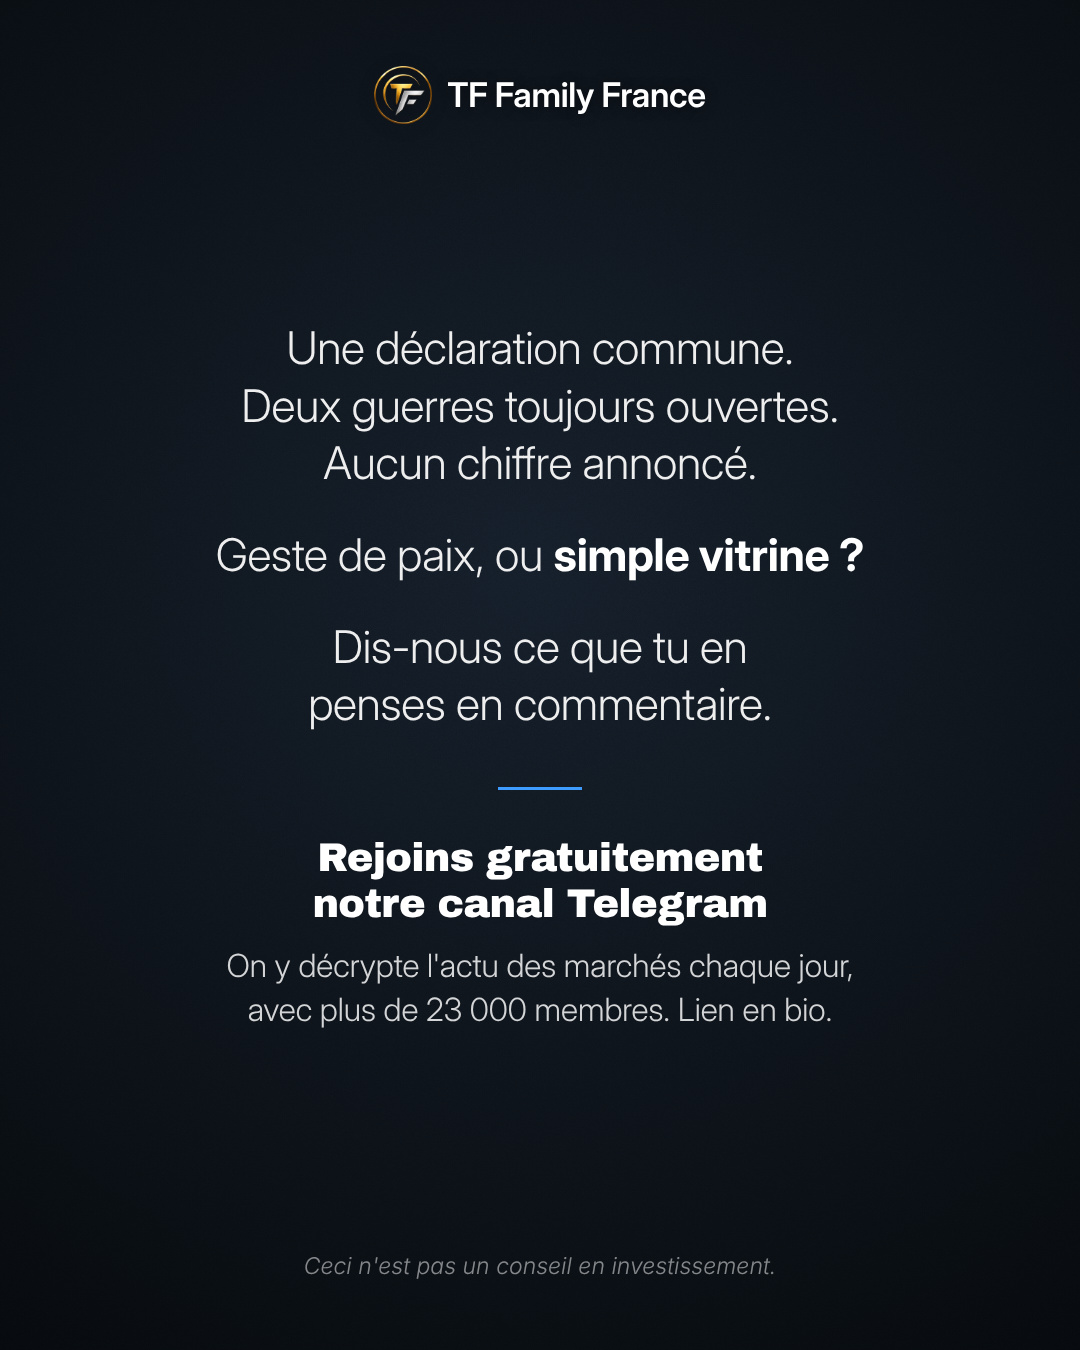 TF TF Family France
Une déclaration commune.
Deux guerres toujours ouvertes.
Aucun chiffre annoncé.
Geste de paix, ou simple vitrine ?
Dis-nous ce que tu en
penses en commentaire.
Rejoins gratuitement
notre canal Telegram
On y décrypte l'actu des marchés chaque jour,
avec plus de 23 000 membres. Lien en bio.
Ceci n'est pas un conseil en investissement.